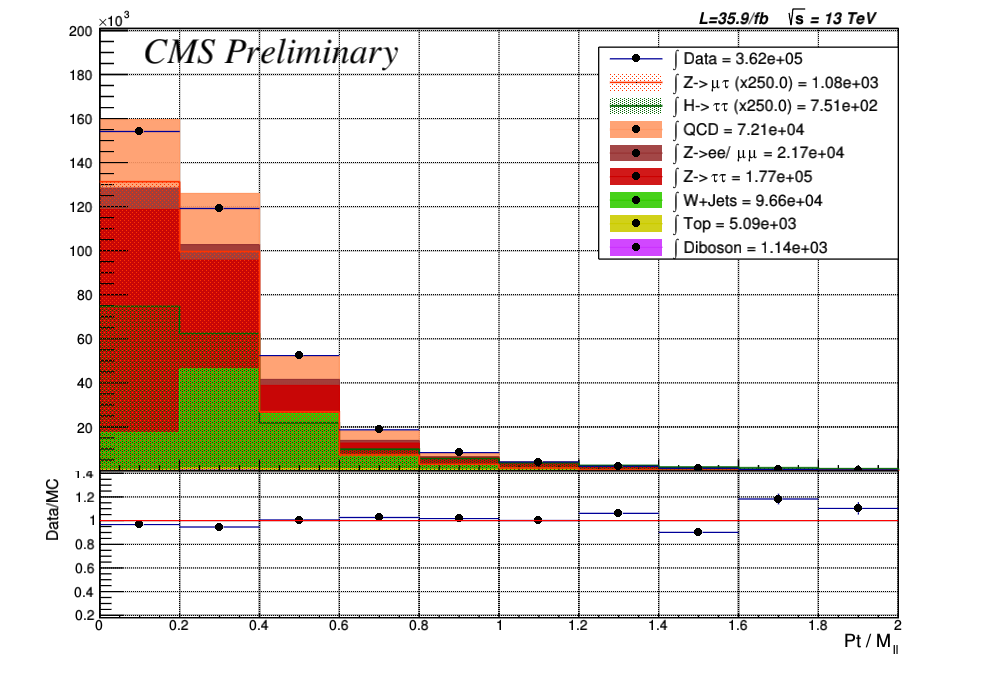 ×10³
L=35.9/fb √s = 13 TeV
CMS Preliminary
200
180
160
140
120
100
80
60
40
20
∫ Data = 3.62e+05
∫ Z->μτ (x250.0) = 1.08e+03
∫ H->ττ (x250.0) = 7.51e+02
∫ QCD = 7.21e+04
∫ Z->ee/ μμ = 2.17e+04
∫ Z->ττ = 1.77e+05
∫ W+Jets = 9.66e+04
∫ Top = 5.09e+03
∫ Diboson = 1.14e+03
Data/MC
1.4
1.2
1
0.8
0.6
0.4
0.2
0 0.2 0.4 0.6 0.8 1 1.2 1.4 1.6 1.8 2
Pt / M_ll